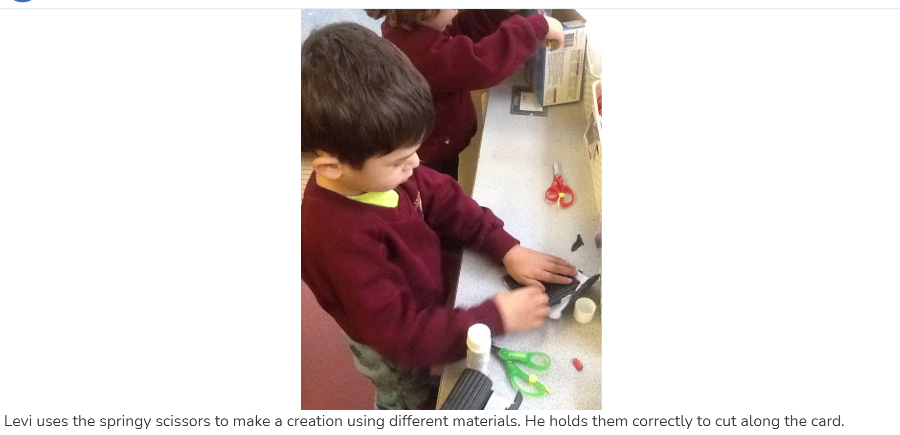 Levi uses the springy scissors to make a creation using different materials. He holds them correctly to cut along the card.